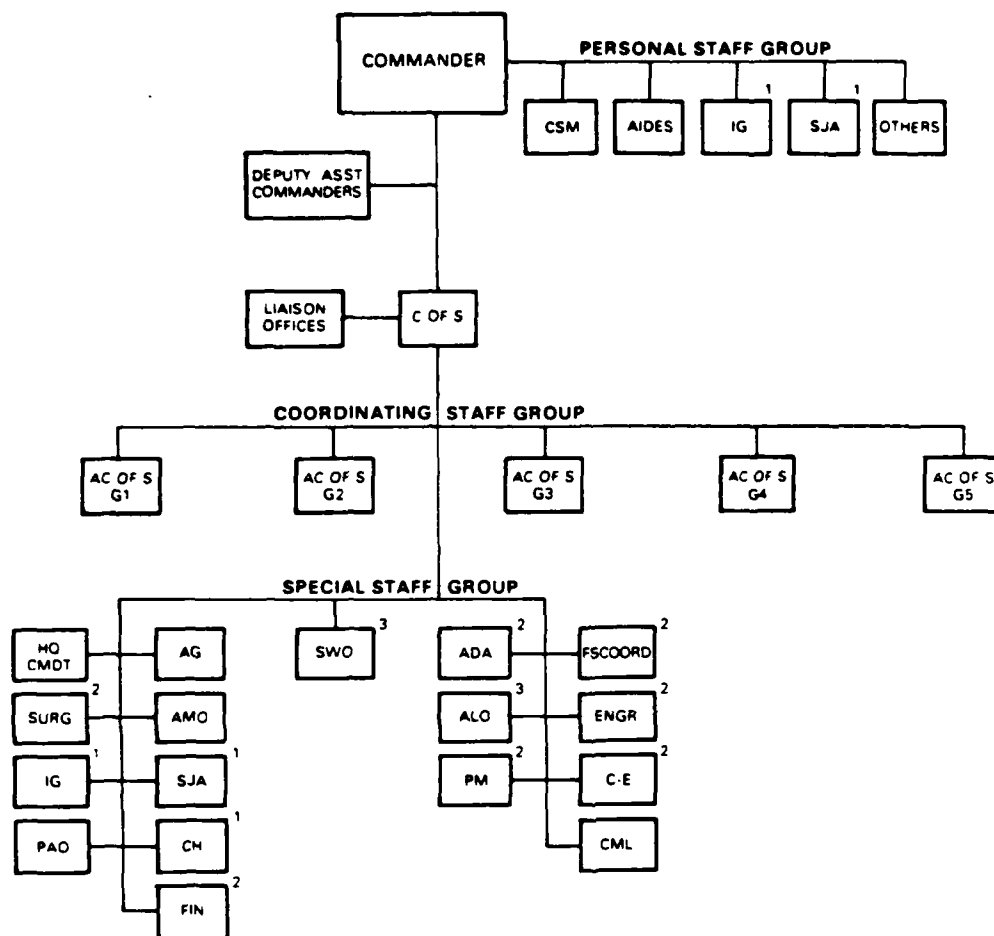 COMMANDER
PERSONAL STAFF GROUP
CSM
AIDES
IG 1
SJA 1
OTHERS
DEPUTY ASST
COMMANDERS
LIAISON
OFFICES
C OF S
COORDINATING STAFF GROUP
AC OF S
G1
AC OF S
G2
AC OF S
G3
AC OF S
G4
AC OF S
G5
SPECIAL STAFF GROUP
HQ
CMDT
AG
SURG 2
AMO
IG 1
SJA 1
PAO
CH 1
FIN 2
SWO 3
ADA 2
FSCOORD 2
ALO 3
ENGR 2
PM 2
C-E 2
CML